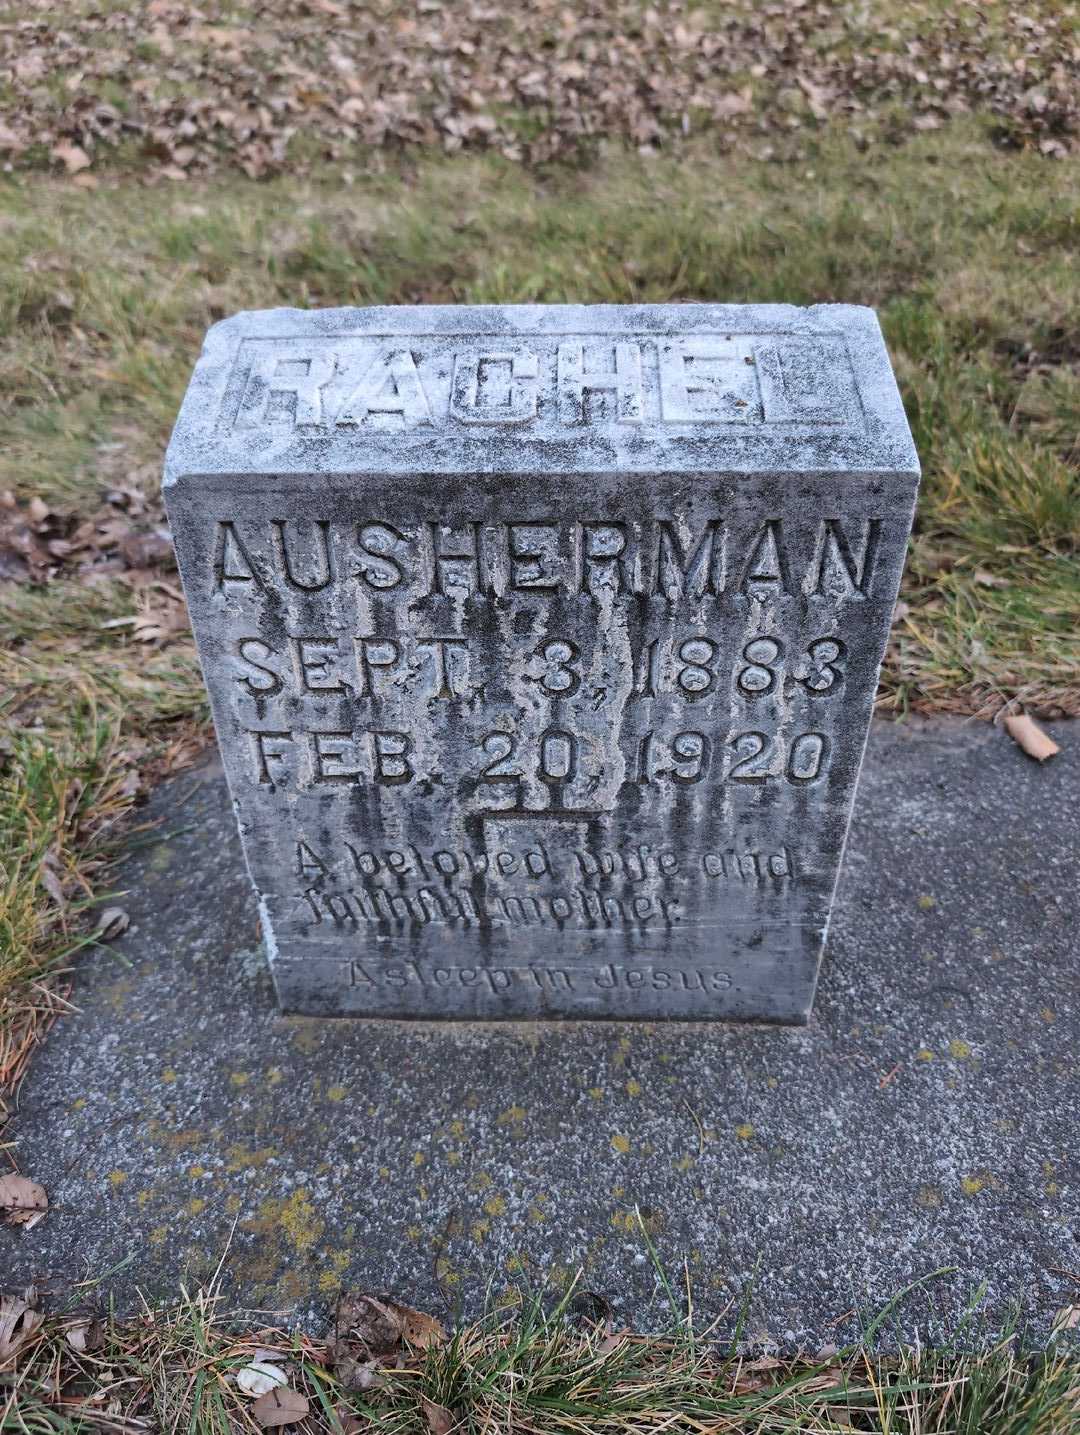 RACHEL
AUSHERMAN
SEPT. 3, 1883
FEB. 20, 1920
A beloved wife and
faithful mother.
Asleep in Jesus.